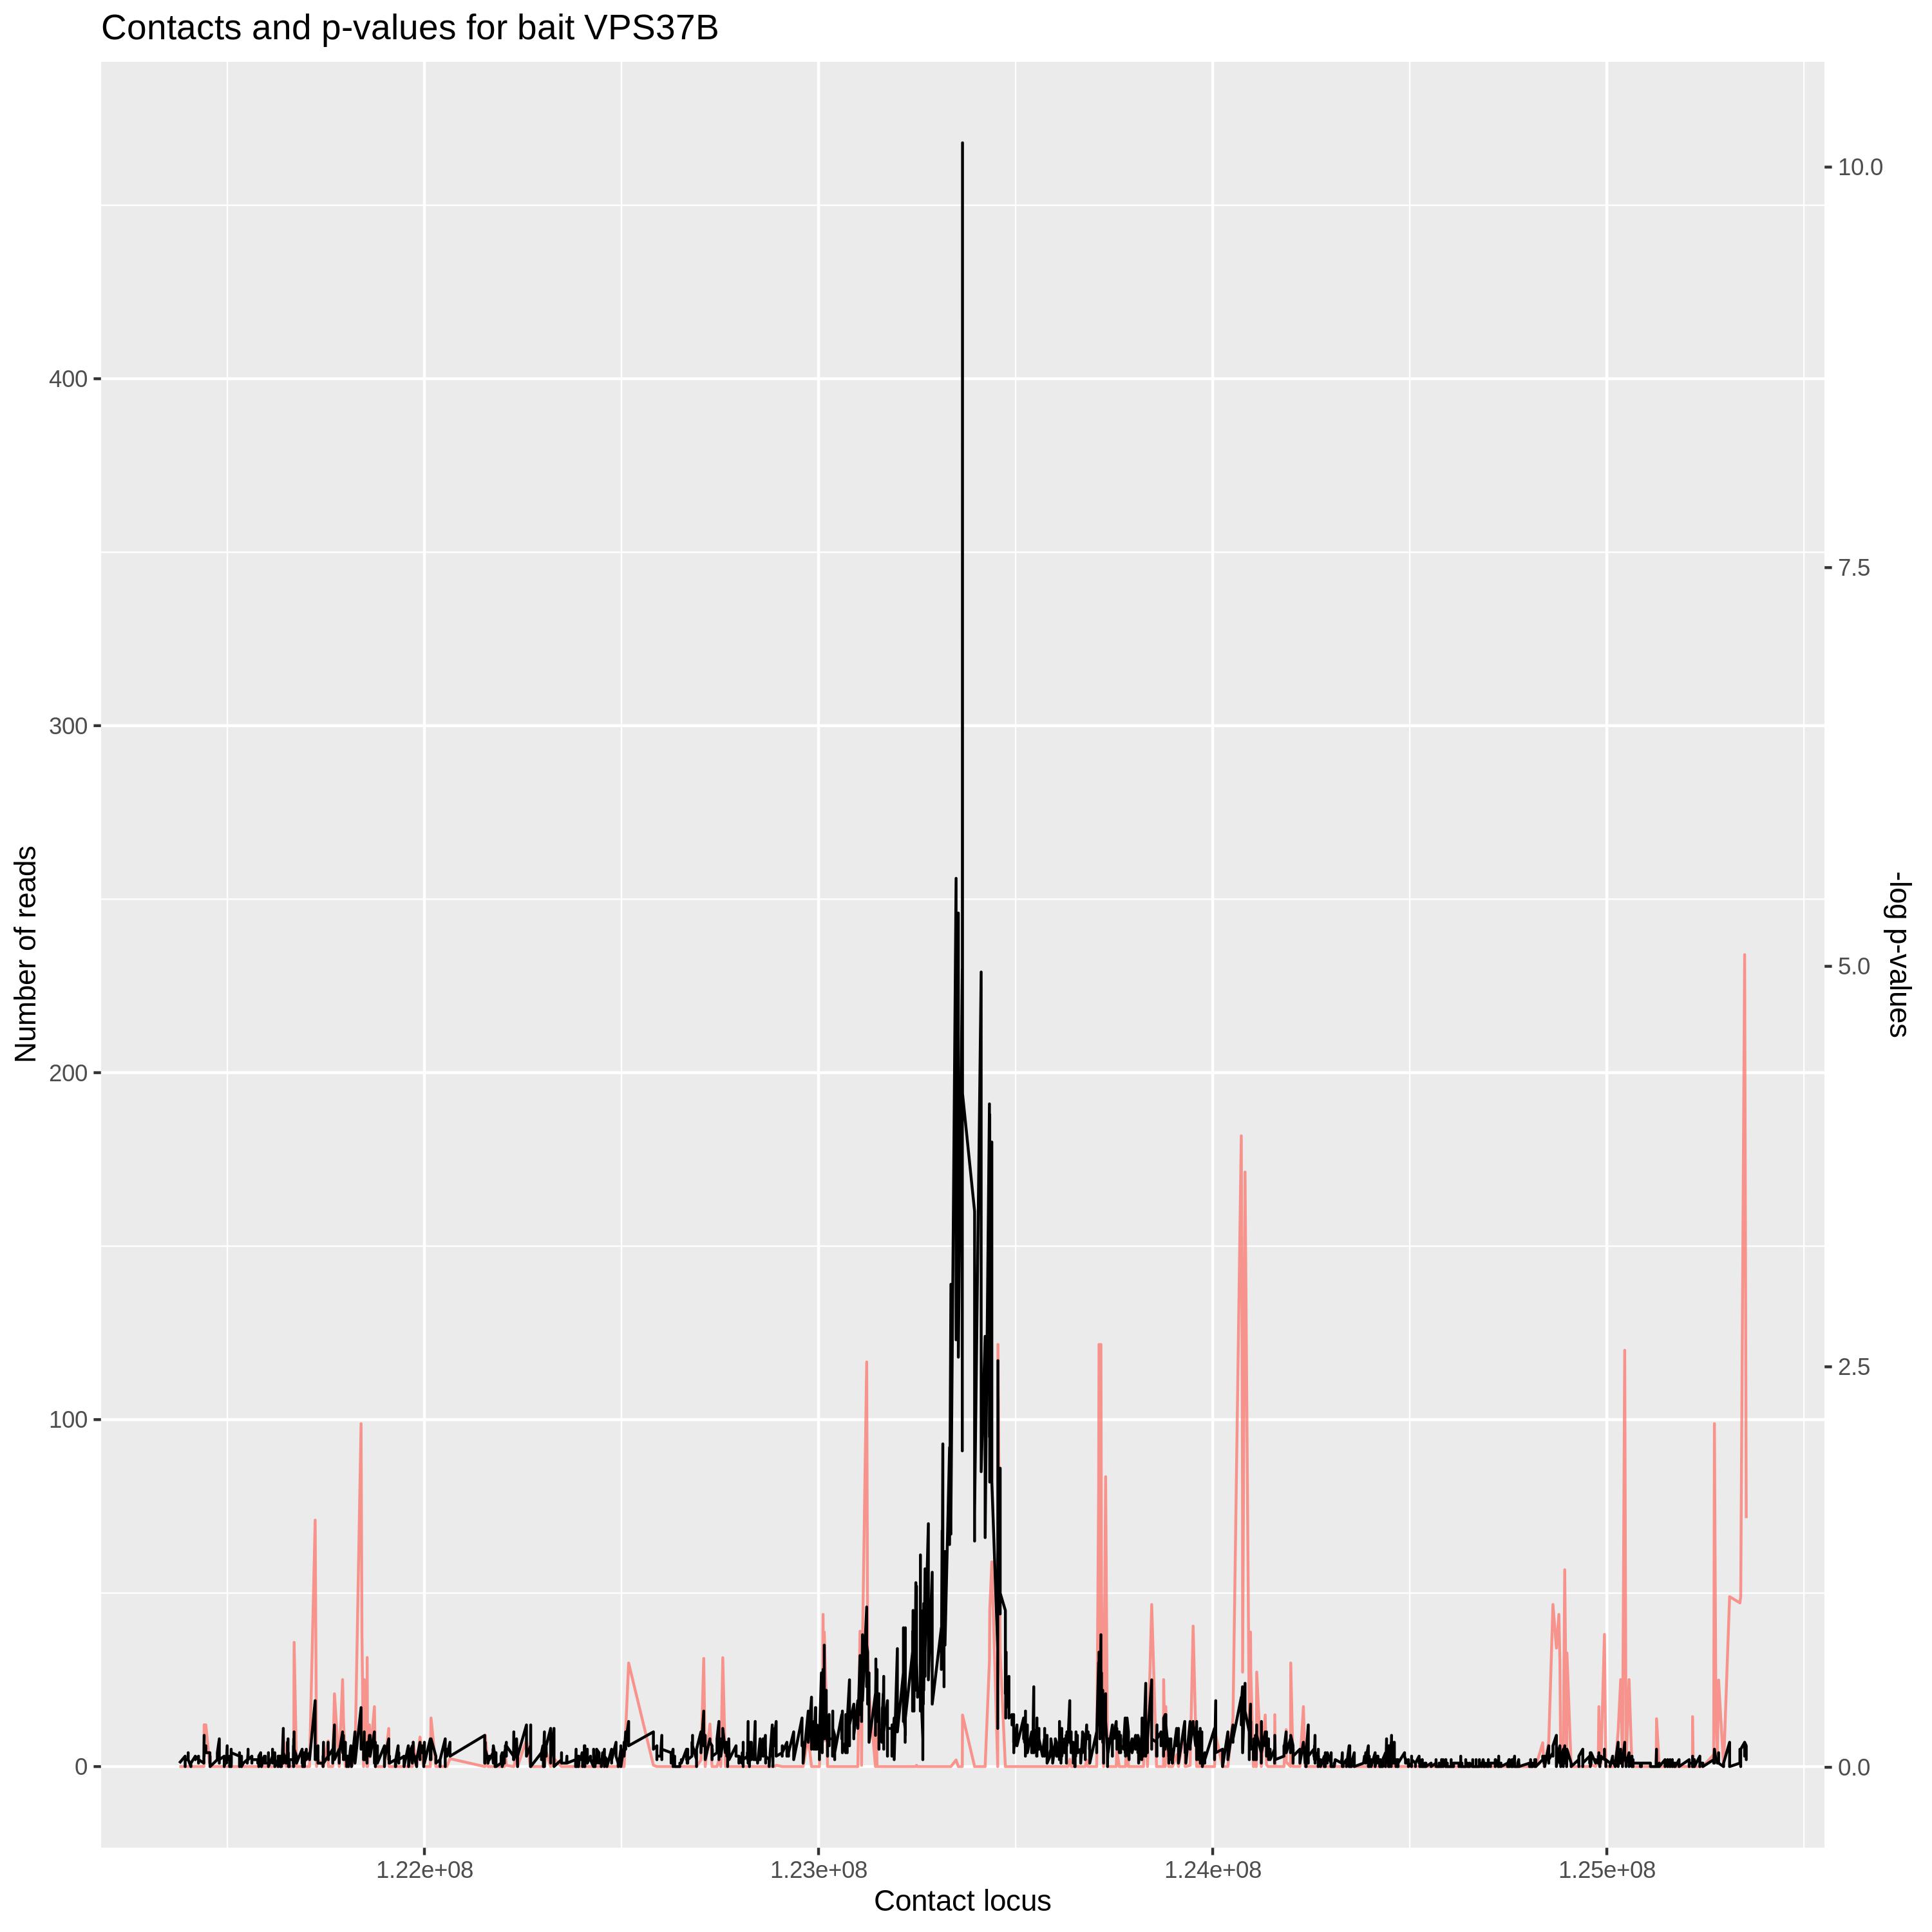 Contacts and p-values for bait VPS37B
10.0
400
7.5
300
Number of reads
-log p-values
5.0
200
2.5
100
0
0.0
1.22e+08
1.23e+08
1.24e+08
1.25e+08
Contact locus